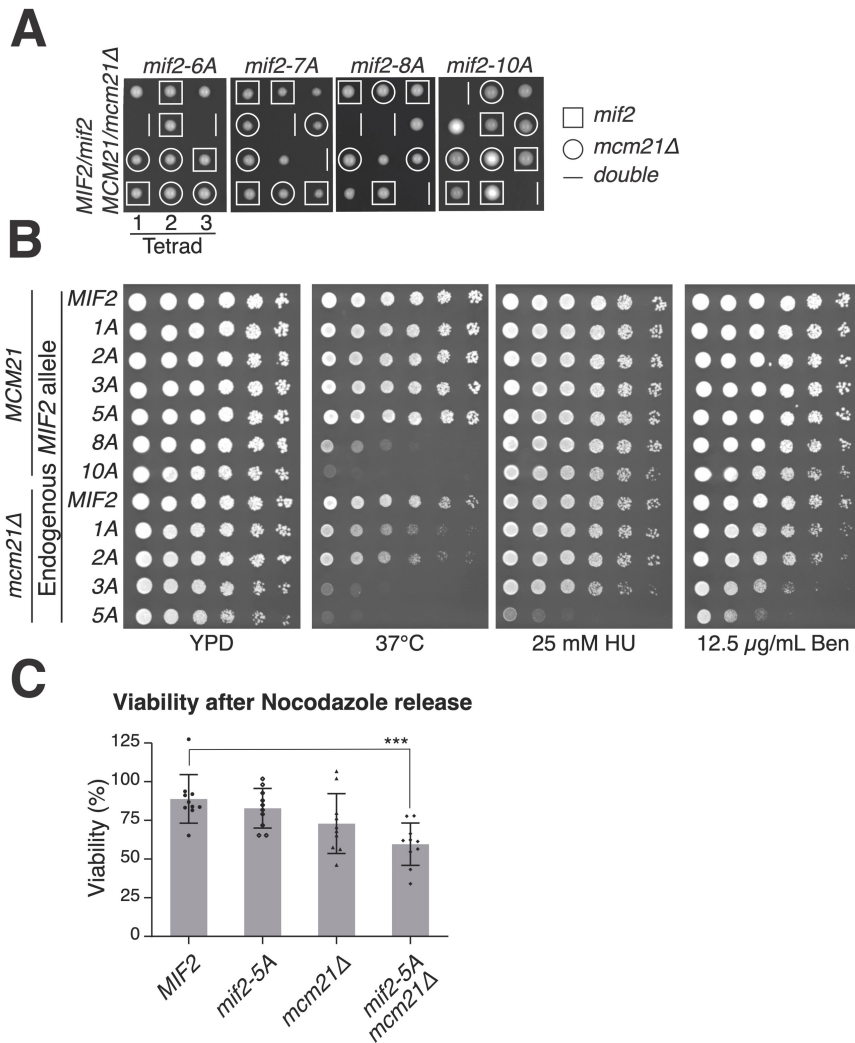 A
mif2-6A mif2-7A mif2-8A mif2-10A
MIF2/mif2
MCM21/mcm21Δ
mif2
mcm21Δ
double
1 2 3
Tetrad
B
MCM21
mcm21Δ
Endogenous MIF2 allele
MIF2
1A
2A
3A
5A
8A
10A
MIF2
1A
2A
3A
5A
YPD 37°C 25 mM HU 12.5 µg/mL Ben
C
Viability after Nocodazole release
Viability (%)
125
100
75
50
25
0
***
MIF2
mif2-5A
mcm21Δ
mif2-5A
mcm21Δ